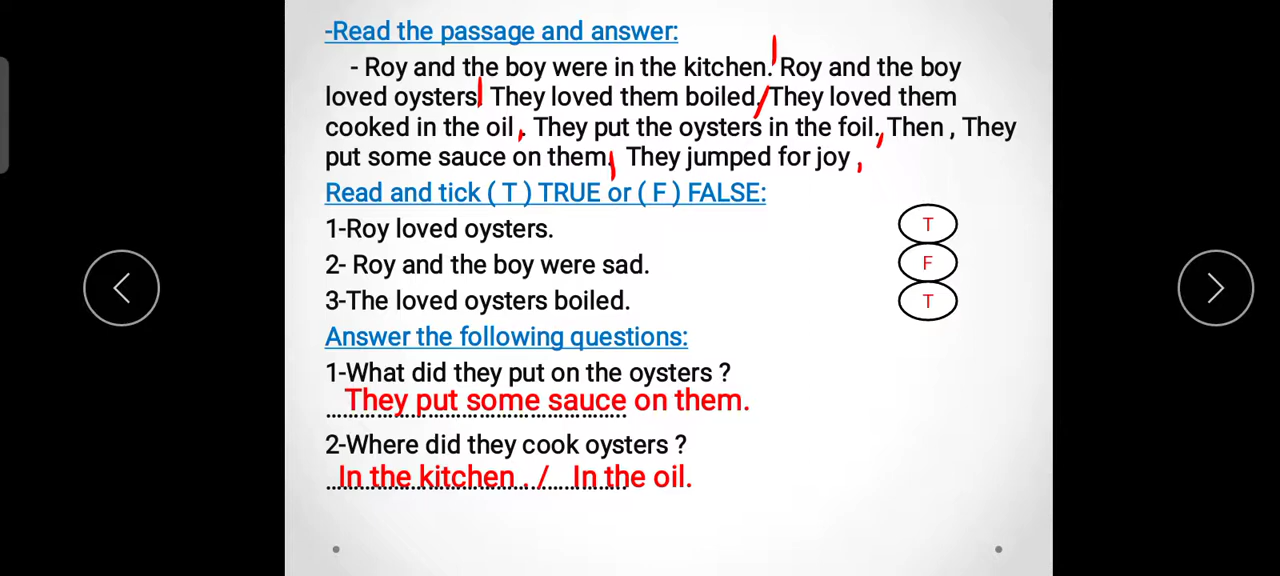 -Read the passage and answer:
- Roy and the boy were in the kitchen. Roy and the boy
loved oysters. They loved them boiled. They loved them
cooked in the oil . They put the oysters in the foil. Then , They
put some sauce on them. They jumped for joy ,
Read and tick ( T ) TRUE or ( F ) FALSE:
1-Roy loved oysters. T
2- Roy and the boy were sad. F
3-The loved oysters boiled. T
Answer the following questions:
1-What did they put on the oysters ?
They put some sauce on them.
2-Where did they cook oysters ?
In the kitchen . / In the oil.